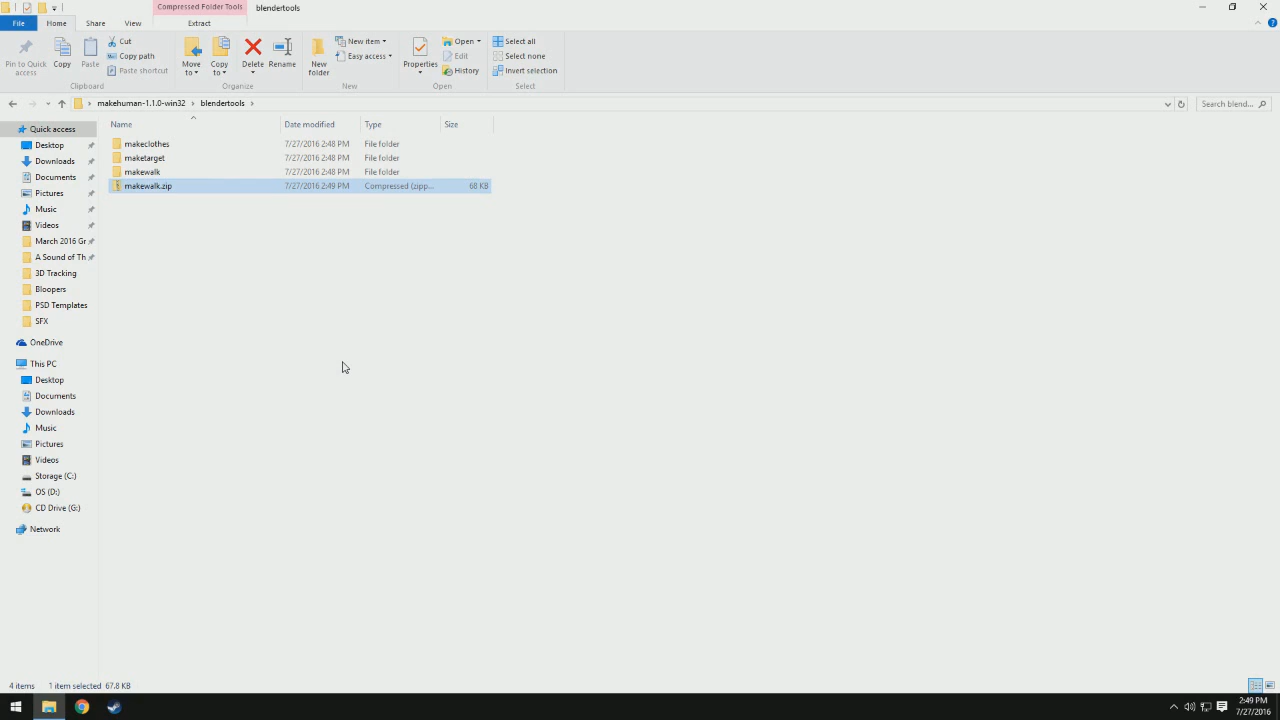 Compressed Folder Tools
blendertools
File
Home
Share
View
Extract
Pin to Quick access
Copy
Paste
Cut
Copy path
Paste shortcut
Clipboard
Move to
Copy to
Delete
Rename
Organize
New folder
New item
Easy access
New
Properties
Open
Edit
History
Open
Select all
Select none
Invert selection
Select
makehuman-1.1.0-win32
blendertools
Search blend...
Name
Date modified
Type
Size
makeclothes 7/27/2016 2:48 PM File folder
maketarget 7/27/2016 2:48 PM File folder
makewalk 7/27/2016 2:48 PM File folder
makewalk.zip 7/27/2016 2:49 PM Compressed (zipp... 68 KB
Quick access
Desktop
Downloads
Documents
Pictures
Music
Videos
March 2016 Gr
A Sound of Th
3D Tracking
Bloopers
PSD Templates
SFX
OneDrive
This PC
Desktop
Documents
Downloads
Music
Pictures
Videos
Storage (C:)
OS (D:)
CD Drive (G:)
Network
4 items
1 item selected 67.8 KB
2:49 PM
7/27/2016